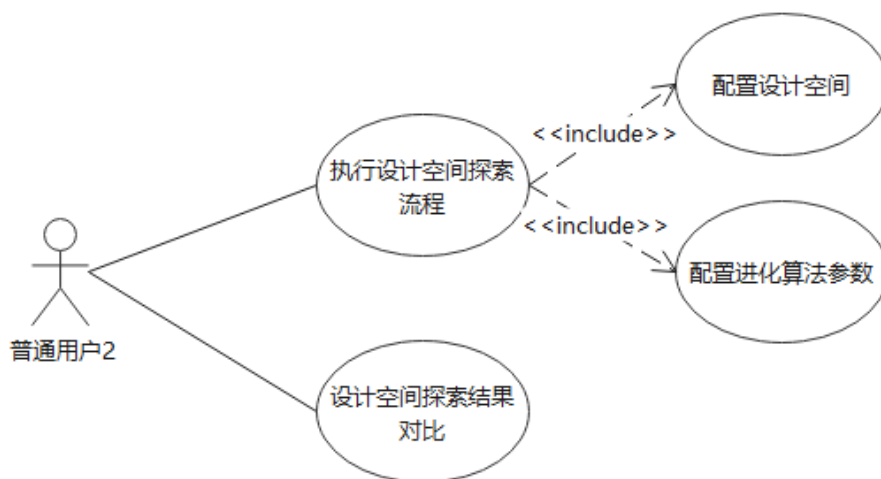 配置设计空间
<<include>>
执行设计空间探索
流程
<<include>>
配置进化算法参数
普通用户2
设计空间探索结果
对比